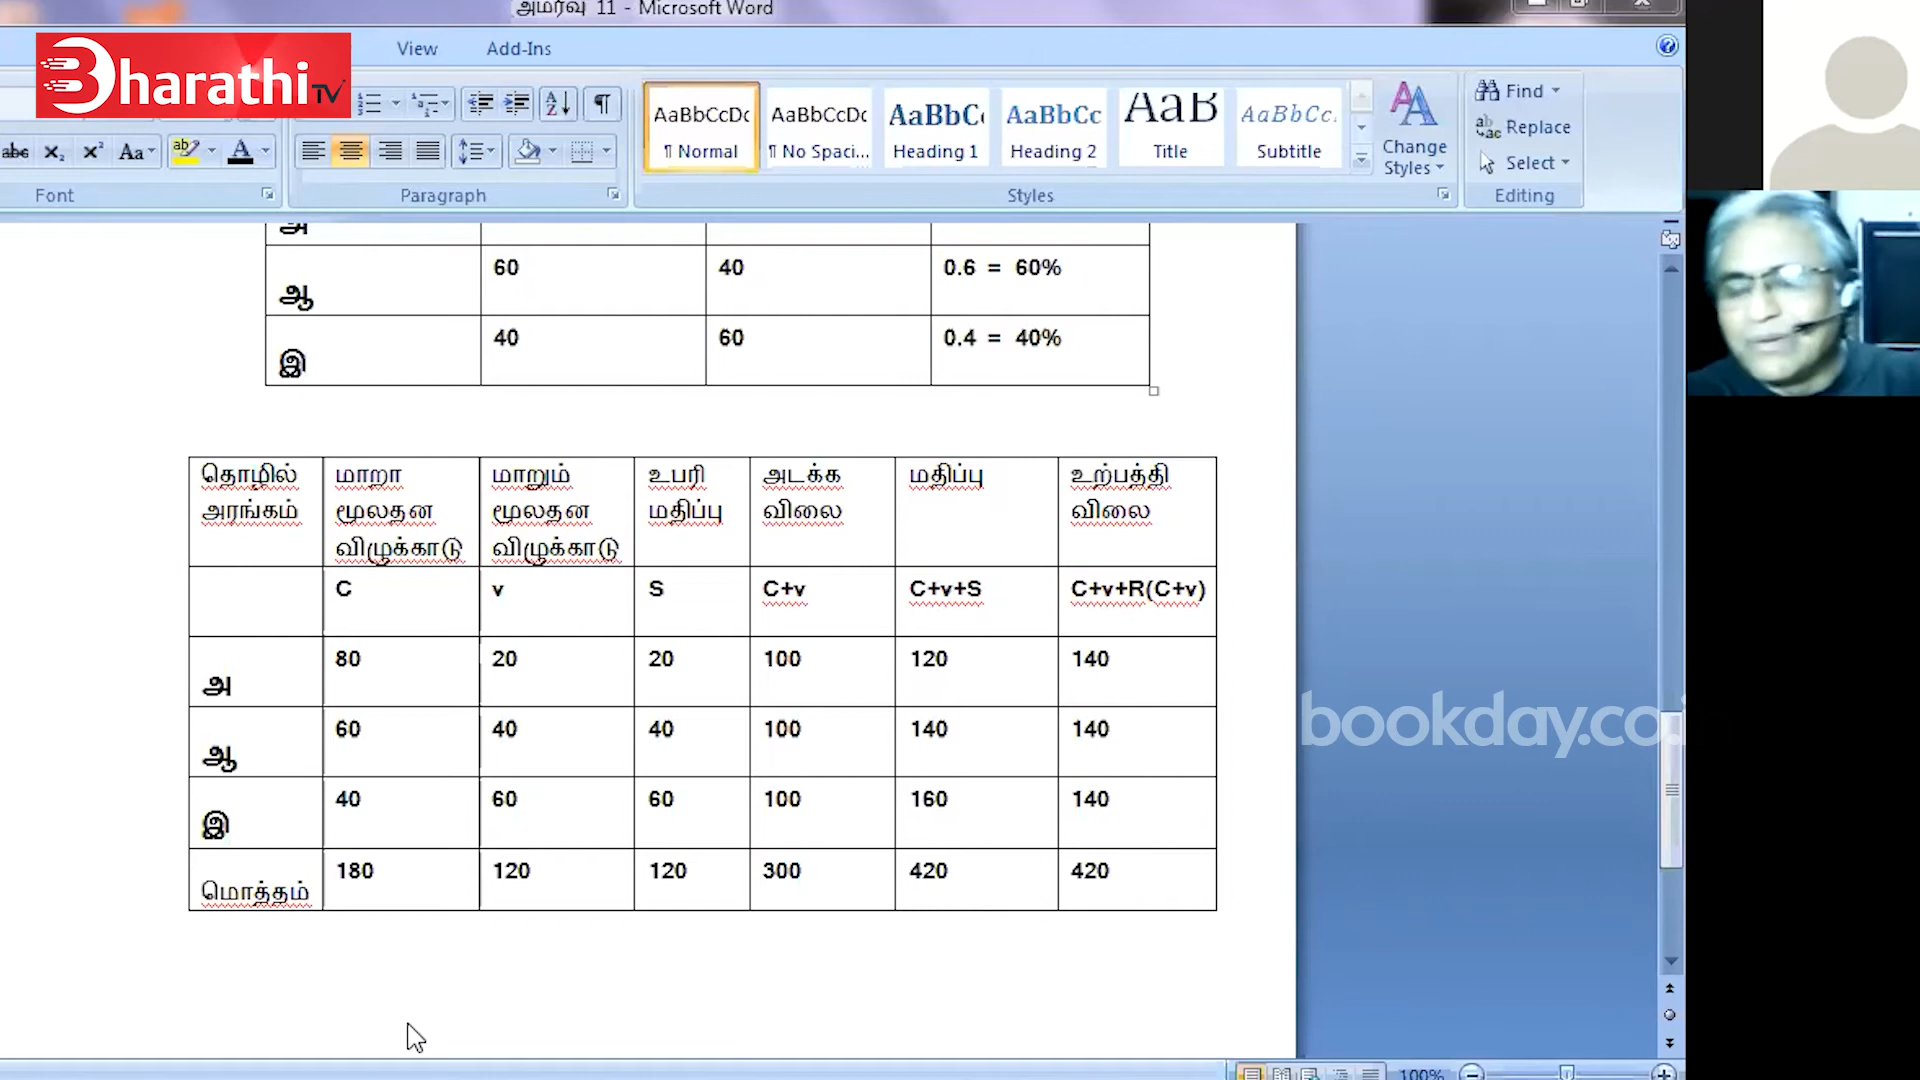 அமர்வு 11 - Microsoft Word
Bharathi TV
View Add-Ins
AaBbCcDc AaBbCcDc AaBbC AaBbCc AaB AaBbCc.
¶ Normal ¶ No Spaci... Heading 1 Heading 2 Title Subtitle
Change Styles
Find
Replace
Select
Font Paragraph Styles Editing
அ
ஆ 60 40 0.6 = 60%
இ 40 60 0.4 = 40%
தொழில் மாறா மாறும் உபரி அடக்க மதிப்பு உற்பத்தி
அரங்கம் மூலதன மூலதன மதிப்பு விலை விலை
விழுக்காடு விழுக்காடு
C v S C+v C+v+S C+v+R(C+v)
அ 80 20 20 100 120 140
ஆ 60 40 40 100 140 140
இ 40 60 60 100 160 140
மொத்தம் 180 120 120 300 420 420
bookday.co.
100%